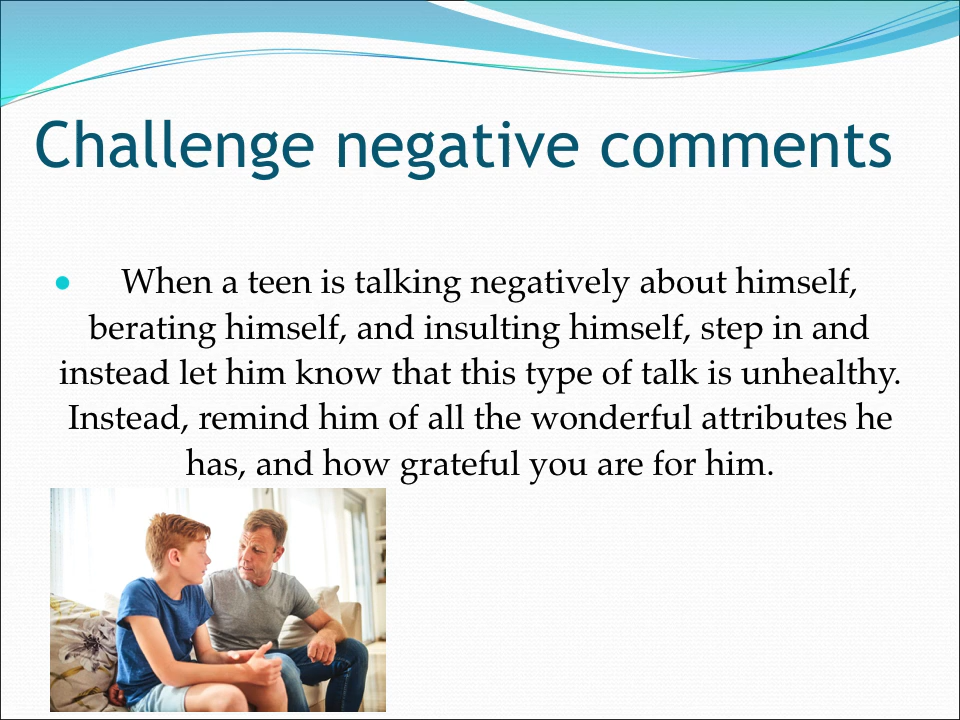 Challenge negative comments
• When a teen is talking negatively about himself,
berating himself, and insulting himself, step in and
instead let him know that this type of talk is unhealthy.
Instead, remind him of all the wonderful attributes he
has, and how grateful you are for him.